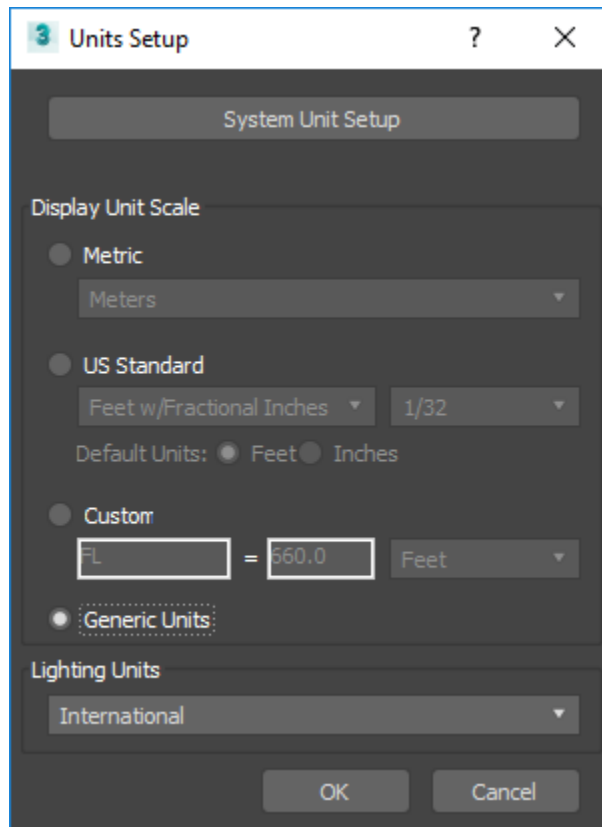 3 Units Setup ? ×
System Unit Setup
Display Unit Scale
Metric
Meters
US Standard
Feet w/Fractional Inches 1/32
Default Units: Feet Inches
Custom
FL = 660.0 Feet
Generic Units
Lighting Units
International
OK Cancel